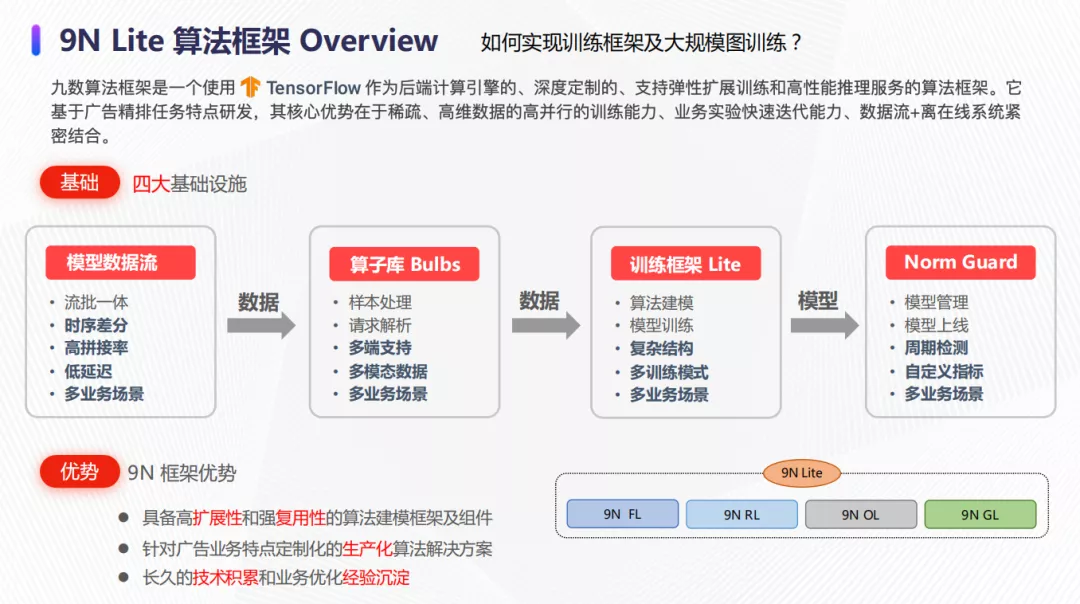 9N Lite 算法框架 Overview 如何实现训练框架及大规模图训练？
九数算法框架是一个使用 TensorFlow 作为后端计算引擎的、深度定制的、支持弹性扩展训练和高性能推理服务的算法框架。它
基于广告精排任务特点研发，其核心优势在于稀疏、高维数据的高并行的训练能力、业务实验快速迭代能力、数据流+离在线系统紧
密结合。
基础 四大基础设施
模型数据流
• 流批一体
• 时序差分
• 高拼接率
• 低延迟
• 多业务场景
数据
算子库 Bulbs
• 样本处理
• 请求解析
• 多端支持
• 多模态数据
• 多业务场景
数据
训练框架 Lite
• 算法建模
• 模型训练
• 复杂结构
• 多训练模式
• 多业务场景
模型
Norm Guard
• 模型管理
• 模型上线
• 周期检测
• 自定义指标
• 多业务场景
优势 9N 框架优势
● 具备高扩展性和强复用性的算法建模框架及组件
● 针对广告业务特点定制化的生产化算法解决方案
● 长久的技术积累和业务优化经验沉淀
9N Lite
9N FL
9N RL
9N OL
9N GL